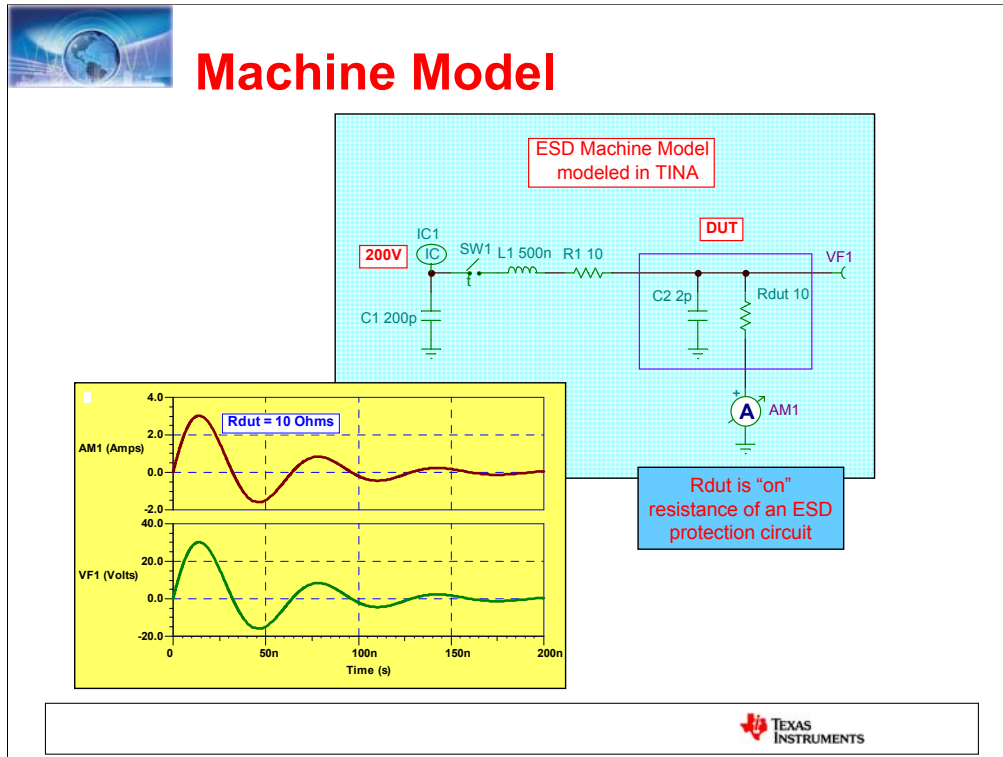 Machine Model
ESD Machine Model
modeled in TINA
DUT
IC1
IC
200V
SW1
L1 500n
R1 10
VF1
t
C1 200p
C2 2p
Rdut 10
+
A
AM1
Rdut is “on”
resistance of an ESD
protection circuit
Rdut = 10 Ohms
AM1 (Amps)
4.0
2.0
0.0
-2.0
VF1 (Volts)
40.0
20.0
0.0
-20.0
0
50n
100n
150n
200n
Time (s)
TEXAS
INSTRUMENTS